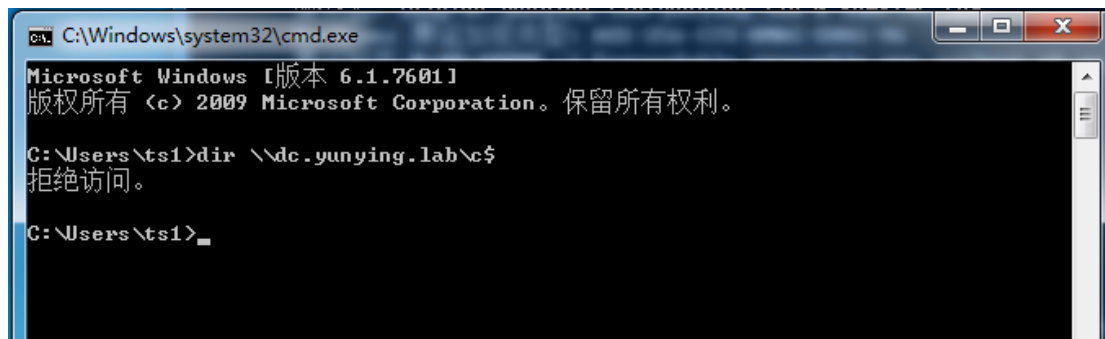 C:\Windows\system32\cmd.exe
Microsoft Windows [版本 6.1.7601]
版权所有 (c) 2009 Microsoft Corporation。保留所有权利。
C:\Users\ts1>dir \\dc.yunying.lab\c$
拒绝访问。
C:\Users\ts1>_